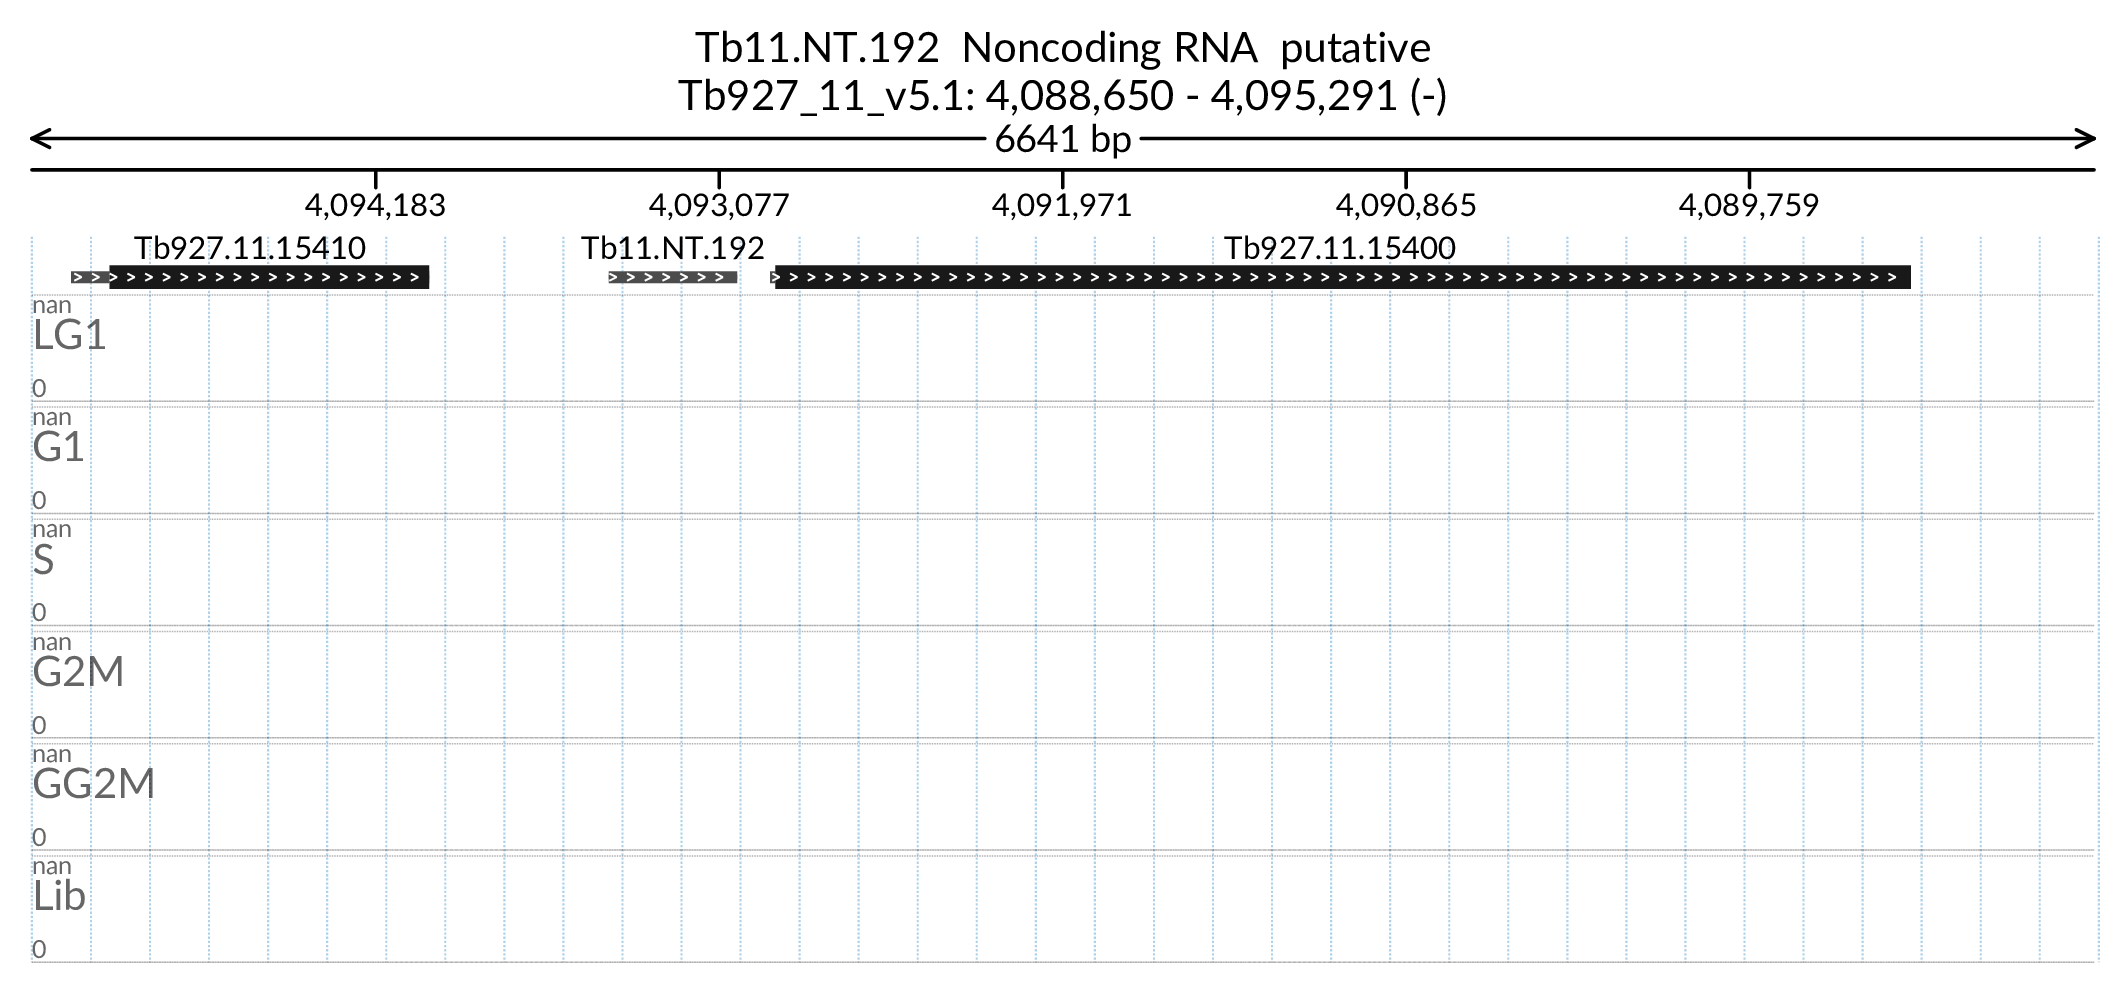 Tb11.NT.192 Noncoding RNA putative
Tb927_11_v5.1: 4,088,650 - 4,095,291 (-)
6641 bp
4,094,183 4,093,077 4,091,971 4,090,865 4,089,759
Tb927.11.15410 Tb11.NT.192 Tb927.11.15400
nan
LG1
0
nan
G1
0
nan
S
0
nan
G2M
0
nan
GG2M
0
nan
Lib
0